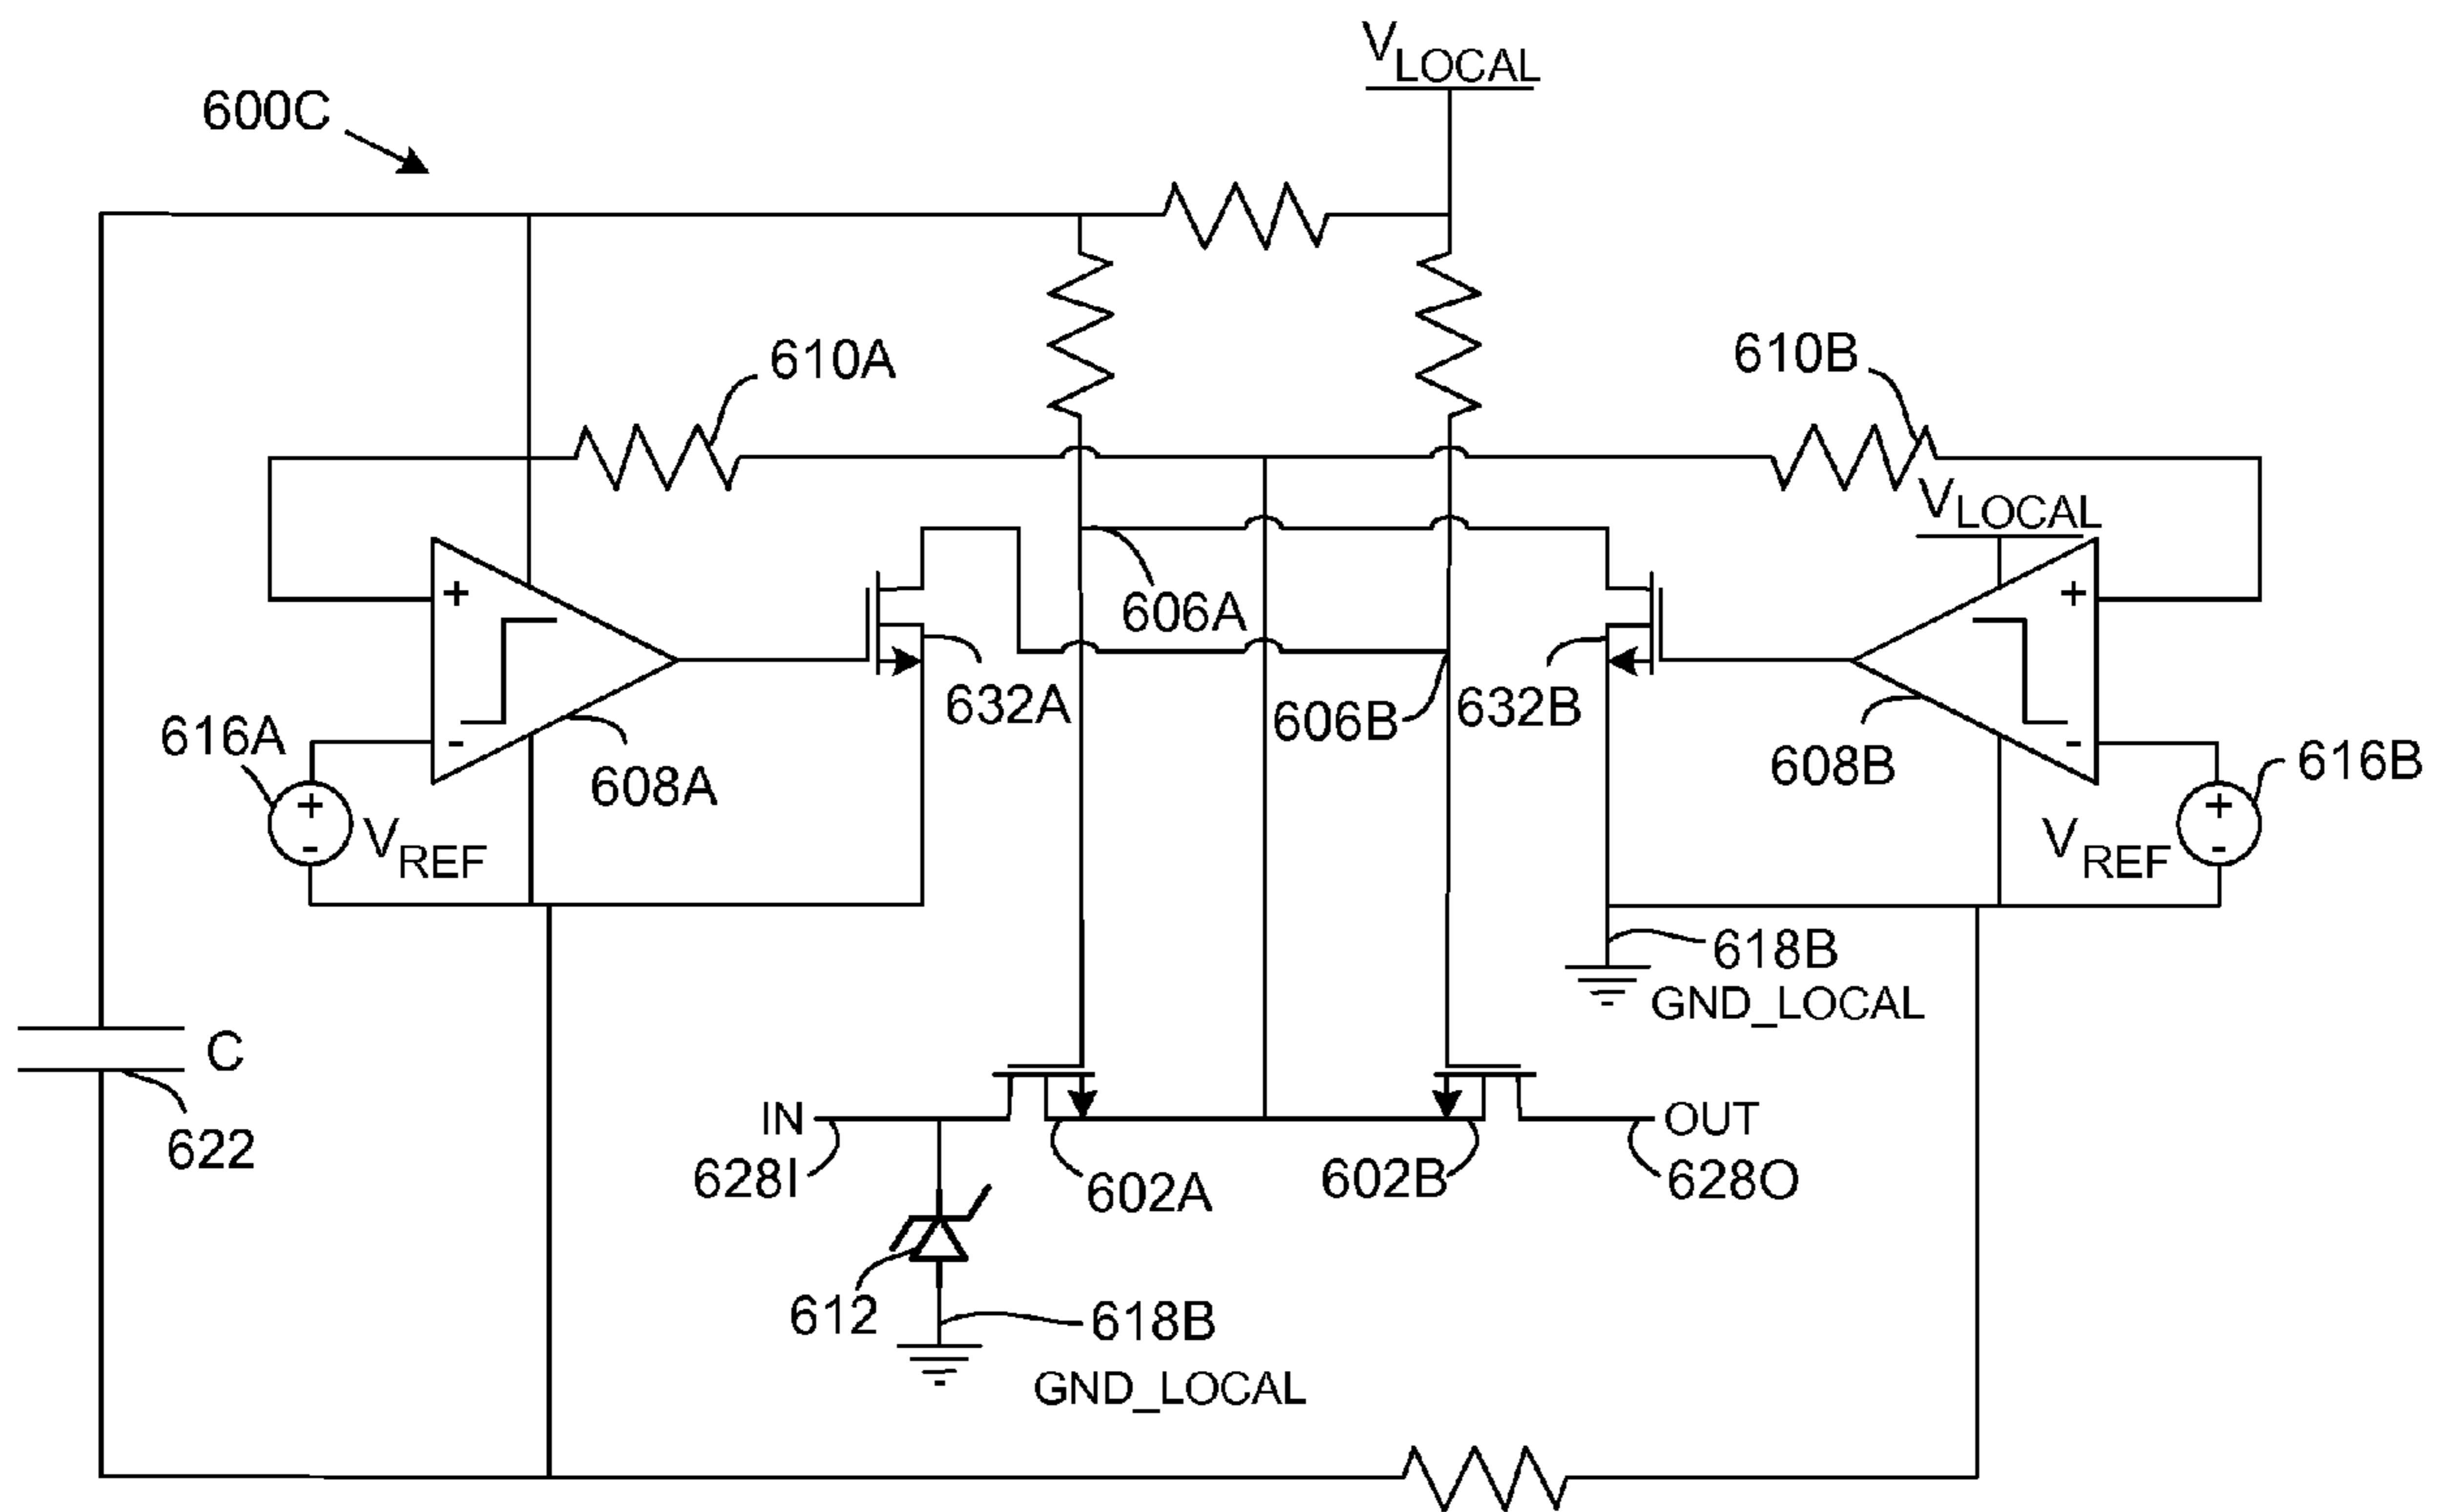 600C
VLOCAL
610A
610B
VLOCAL
+
+
606A
632A
606B
632B
616A
-
608A
608B
-
616B
+
-
VREF
VREF
+
-
618B
GND_LOCAL
C
622
IN
628I
602A
602B
OUT
628O
612
618B
GND_LOCAL